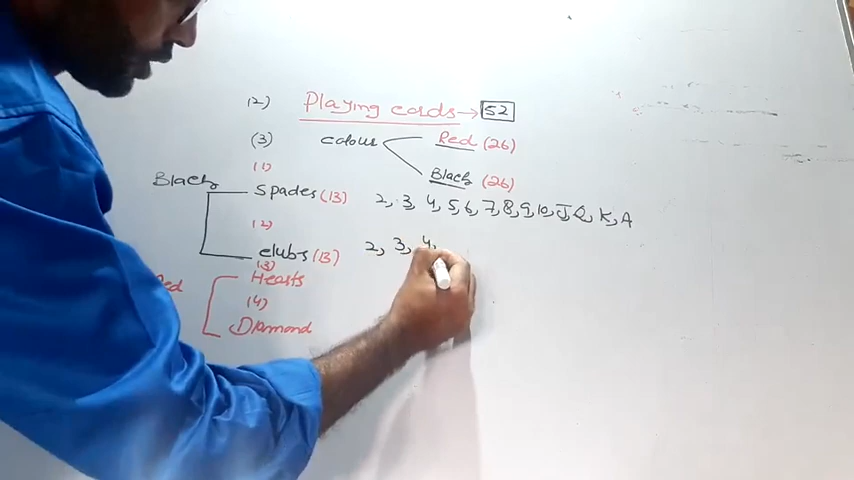 (2) Playing cards → 52
(3) colour Red (26)
Black (26)
(1)
Black Spades (13) 2, 3, 4, 5, 6, 7, 8, 9, 10, J, Q, K, A
(2)
clubs (13) 2, 3, 4,
(3)
Hearts
(4)
Diamond